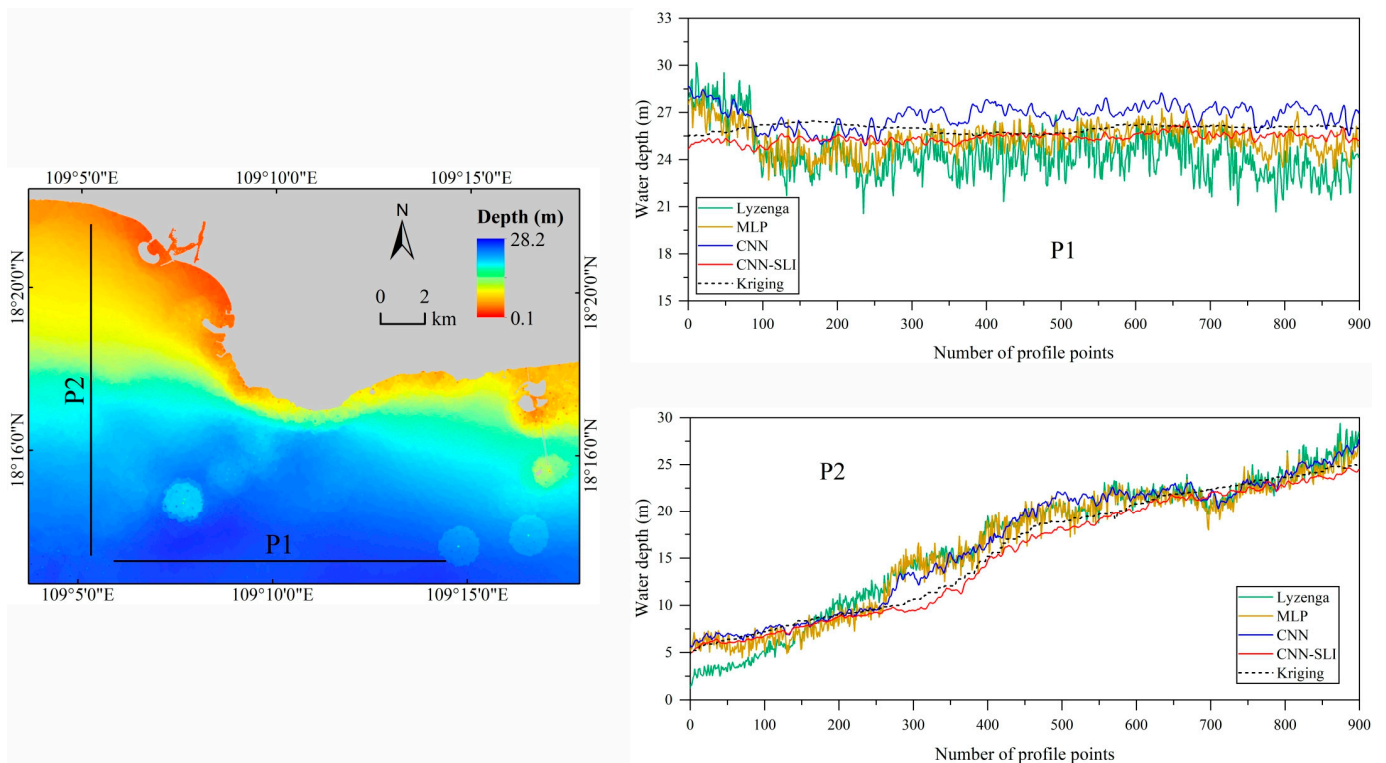 109°5'0"E 109°10'0"E 109°15'0"E
N
Depth (m)
28.2
0.1
0 2
km
18°20'0"N
18°16'0"N
18°20'0"N
18°16'0"N
P2
P1
109°5'0"E 109°10'0"E 109°15'0"E
Water depth (m)
33
30
27
24
21
18
15
Lyzenga
MLP
CNN
CNN-SLI
Kriging
P1
0 100 200 300 400 500 600 700 800 900
Number of profile points
Water depth (m)
30
25
20
15
10
5
0
P2
Lyzenga
MLP
CNN
CNN-SLI
Kriging
0 100 200 300 400 500 600 700 800 900
Number of profile points